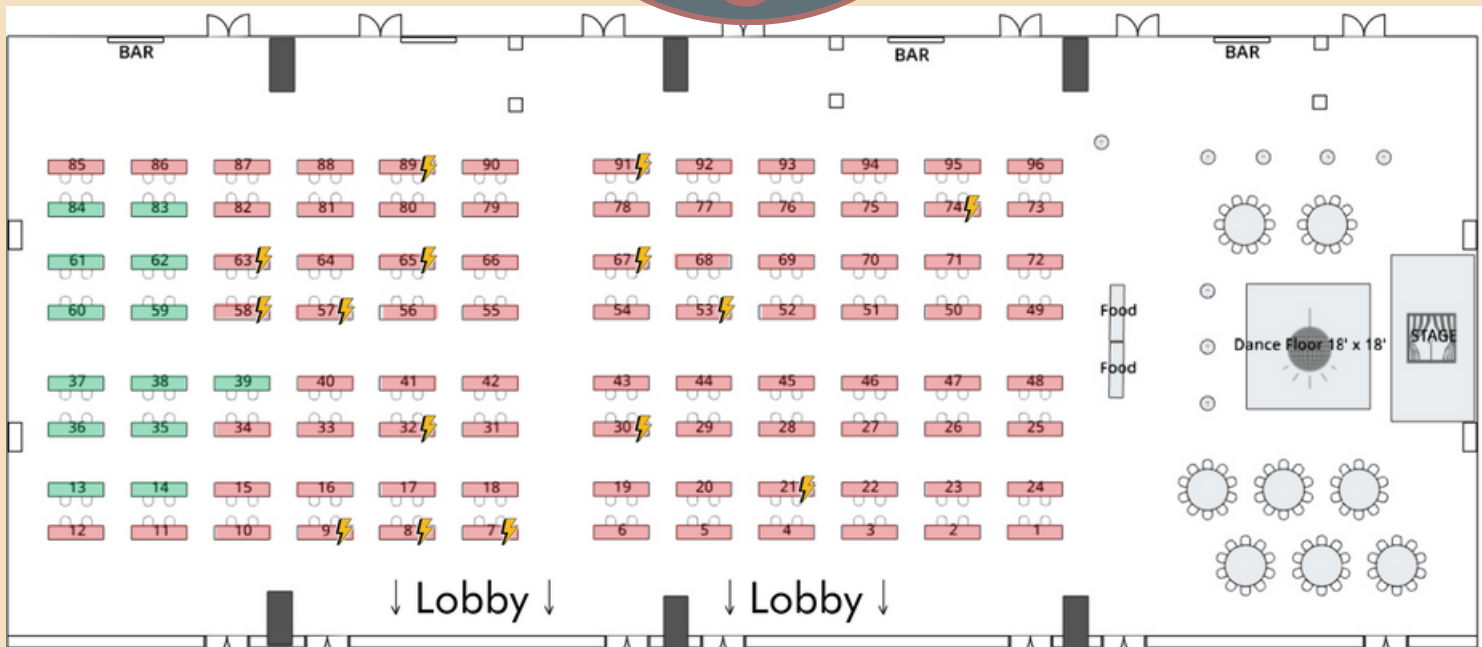 BAR BAR BAR
85 86 87 88 89 90 91 92 93 94 95 96
84 83 82 81 80 79 78 77 76 75 74 73
61 62 63 64 65 66 67 68 69 70 71 72
60 59 58 57 56 55 54 53 52 51 50 49
Food
STAGE
Dance Floor 18' x 18'
Food
37 38 39 40 41 42 43 44 45 46 47 48
36 35 34 33 32 31 30 29 28 27 26 25
13 14 15 16 17 18 19 20 21 22 23 24
12 11 10 9 8 7 6 5 4 3 2 1
↓ Lobby ↓ ↓ Lobby ↓